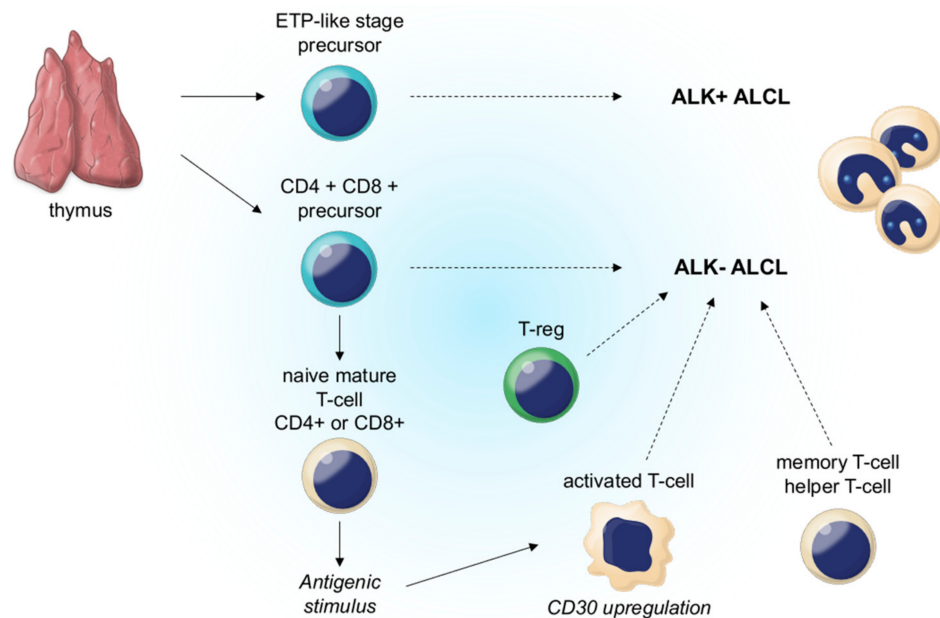 ETP-like stage
precursor
ALK+ ALCL
thymus
CD4 + CD8 +
precursor
ALK- ALCL
T-reg
naive mature
T-cell
CD4+ or CD8+
activated T-cell
memory T-cell
helper T-cell
Antigenic
stimulus
CD30 upregulation